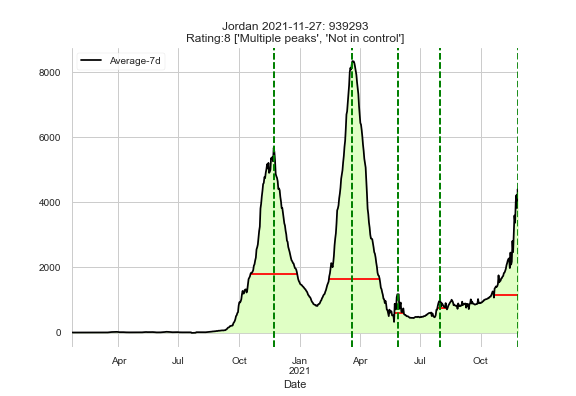 Jordan 2021-11-27: 939293
Rating:8 ['Multiple peaks', 'Not in control']
Average-7d
8000
6000
4000
2000
0
Apr Jul Oct Jan Apr Jul Oct
2021
Date